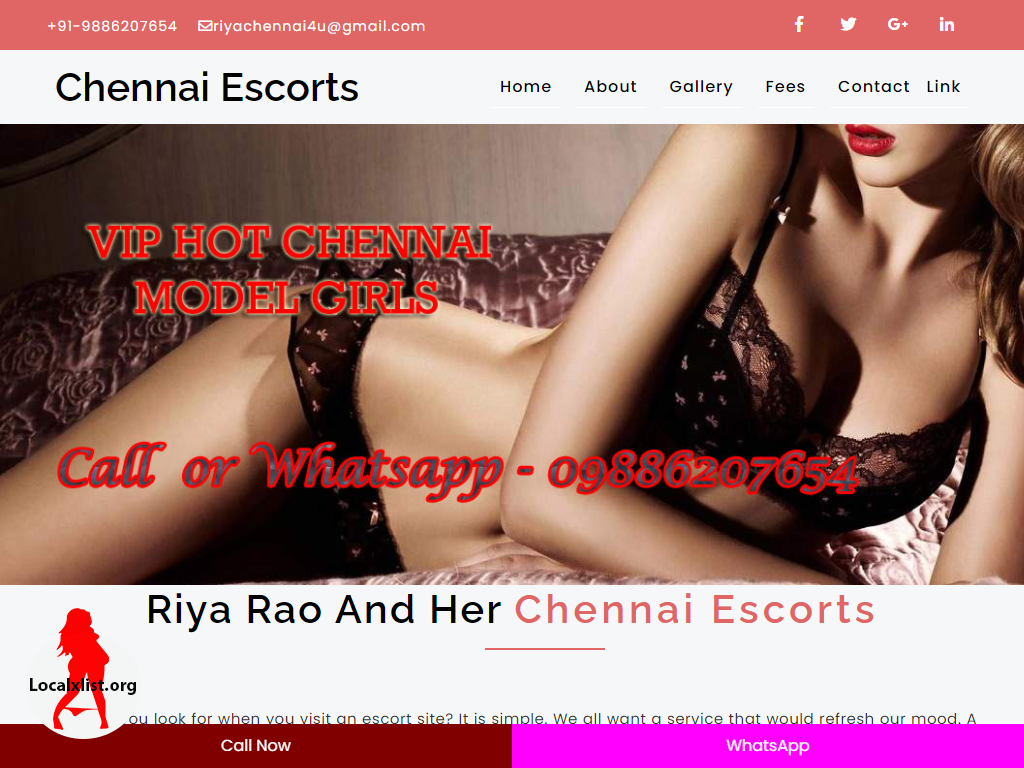 +91-9886207654 riyachennai4u@gmail.com
Chennai Escorts
Home About Gallery Fees Contact Link
VIP HOT CHENNAI
MODEL GIRLS
Call or Whatsapp - 09886207654
Riya Rao And Her Chennai Escorts
Localxlist.org
ou look for when you visit an escort site? It is simple. We all want a service that would refresh our mood. A
Call Now WhatsApp